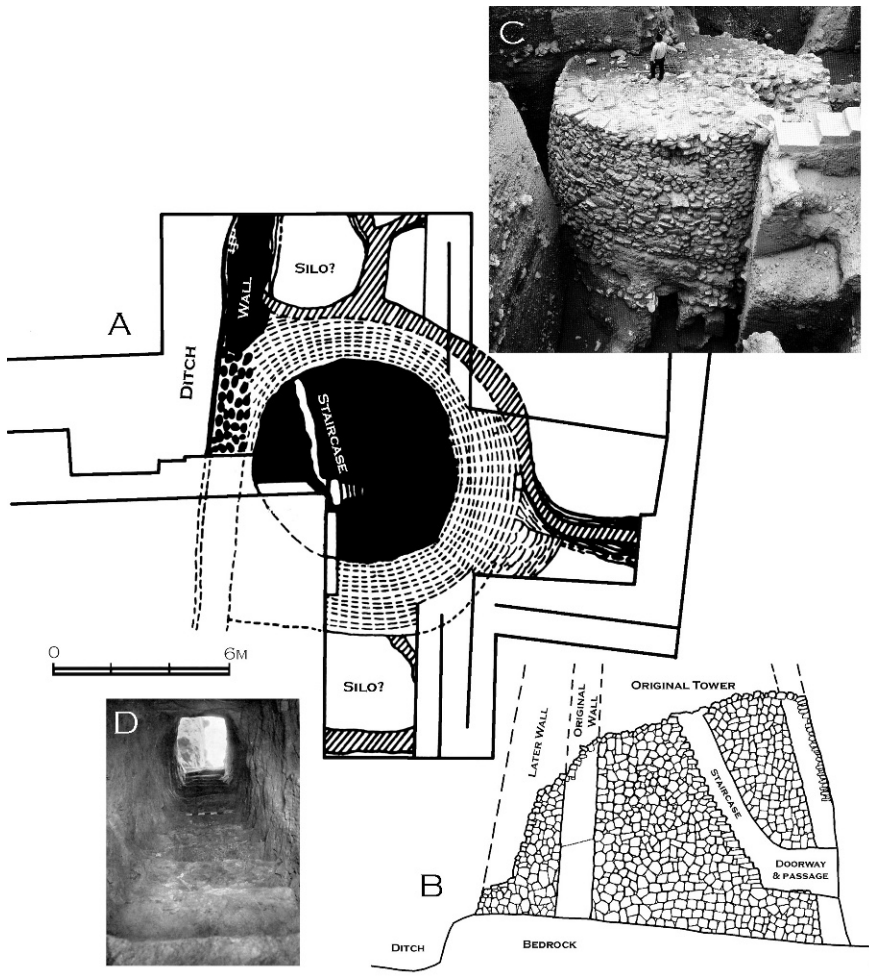 C
SILO?
WALL
A
DITCH
STAIRCASE
0 6M
SILO?
ORIGINAL TOWER
ORIGINAL
WALL
LATER WALL
D
STAIRCASE
DOORWAY
& PASSAGE
B
DITCH
BEDROCK